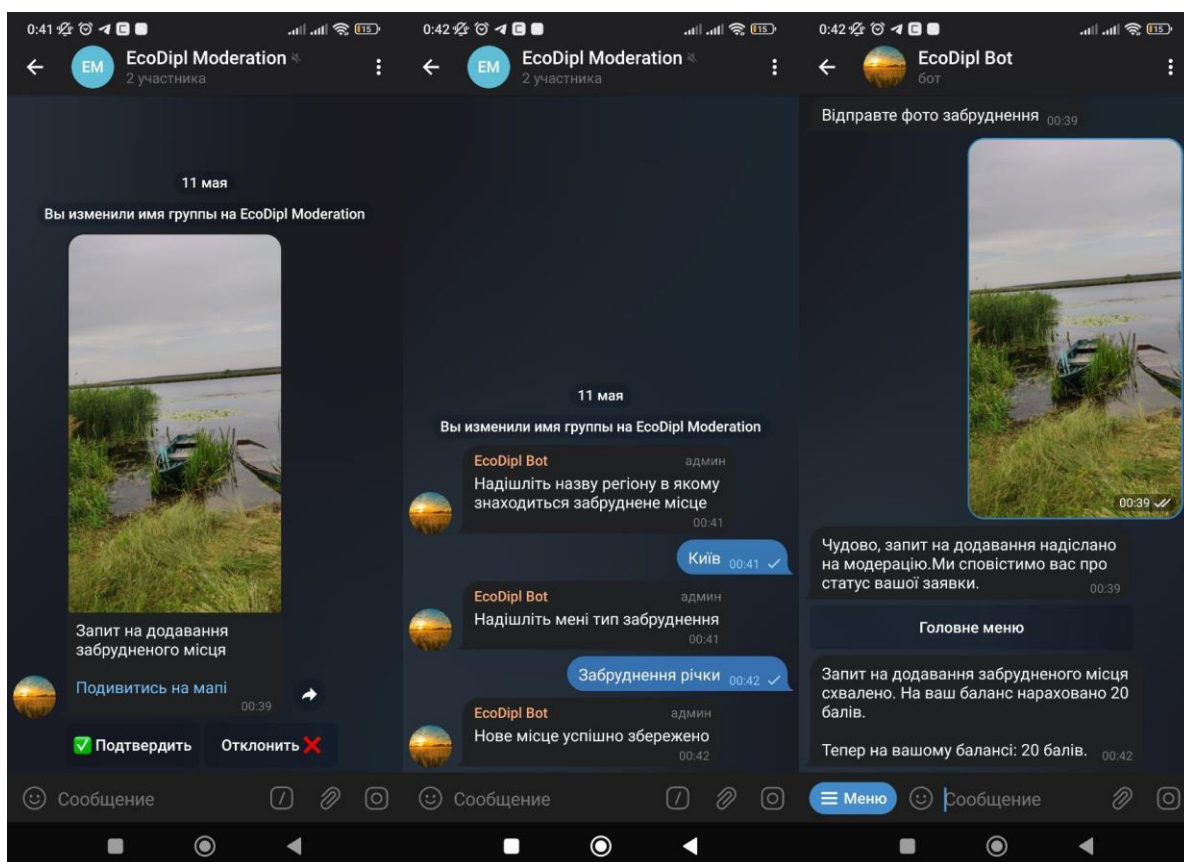 0:41
15
EM
EcoDipl Moderation
2 участника
11 мая
Вы изменили имя группы на EcoDipl Moderation
Запит на додавання
забрудненого місця
Подивитись на мапі
00:39
Подтвердить
Отклонить
Сообщение
0:42
15
EM
EcoDipl Moderation
2 участника
11 мая
Вы изменили имя группы на EcoDipl Moderation
EcoDipl Bot админ
Надішліть назву регіону в якому
знаходиться забруднене місце
00:41
Київ 00:41
EcoDipl Bot админ
Надішліть мені тип забруднення
00:41
Забруднення річки 00:42
EcoDipl Bot админ
Нове місце успішно збережено
00:42
Сообщение
0:42
15
EcoDipl Bot
бот
Відправте фото забруднення 00:39
00:39
Чудово, запит на додавання надіслано
на модерацію.Ми сповістимо вас про
статус вашої заявки. 00:39
Головне меню
Запит на додавання забрудненого місця
схвалено. На ваш баланс нараховано 20
балів.
Тепер на вашому балансі: 20 балів. 00:42
Меню
Сообщение